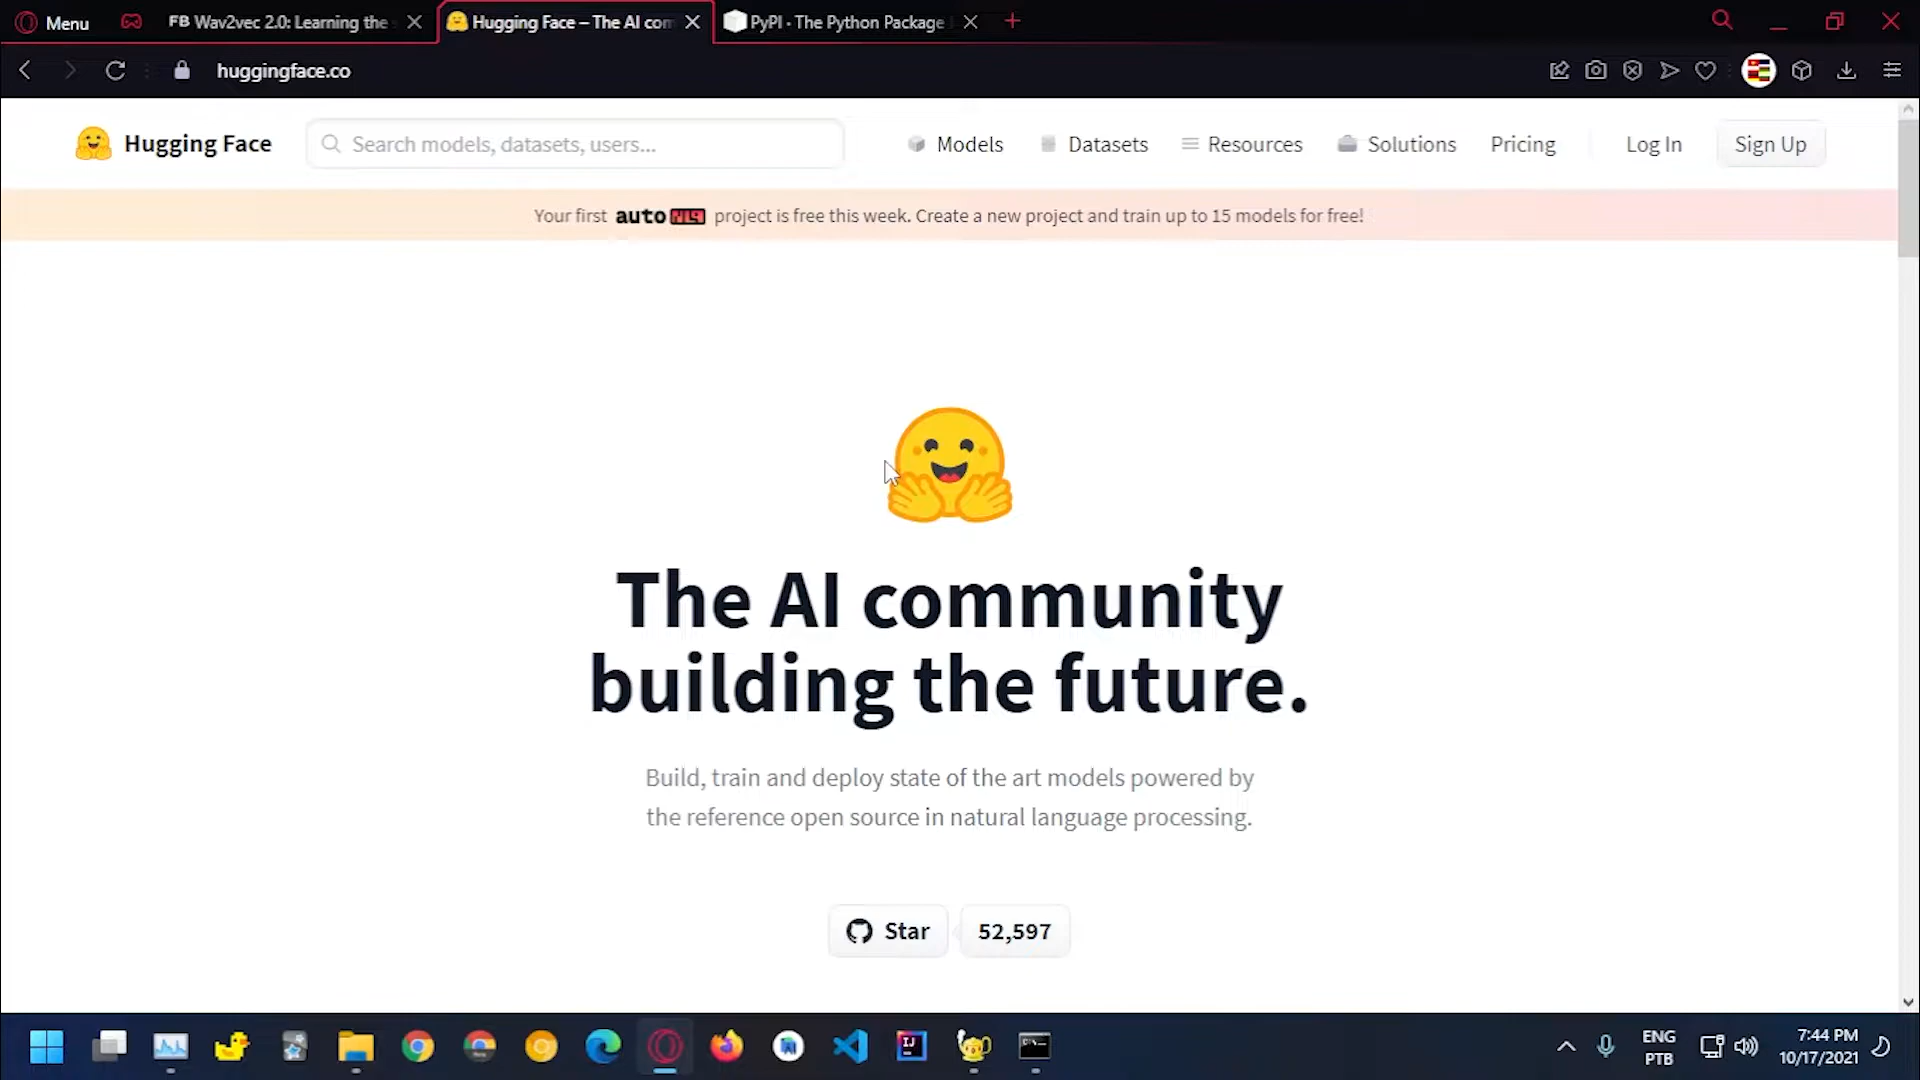 Menu
FB Wav2vec 2.0: Learning the
Hugging Face – The AI com
PyPI · The Python Package
huggingface.co
Hugging Face
Search models, datasets, users...
Models
Datasets
Resources
Solutions
Pricing
Log In
Sign Up
Your first autoNLP project is free this week. Create a new project and train up to 15 models for free!
The AI community
building the future.
Build, train and deploy state of the art models powered by
the reference open source in natural language processing.
Star
52,597
IJ
ENG
PTB
7:44 PM
10/17/2021